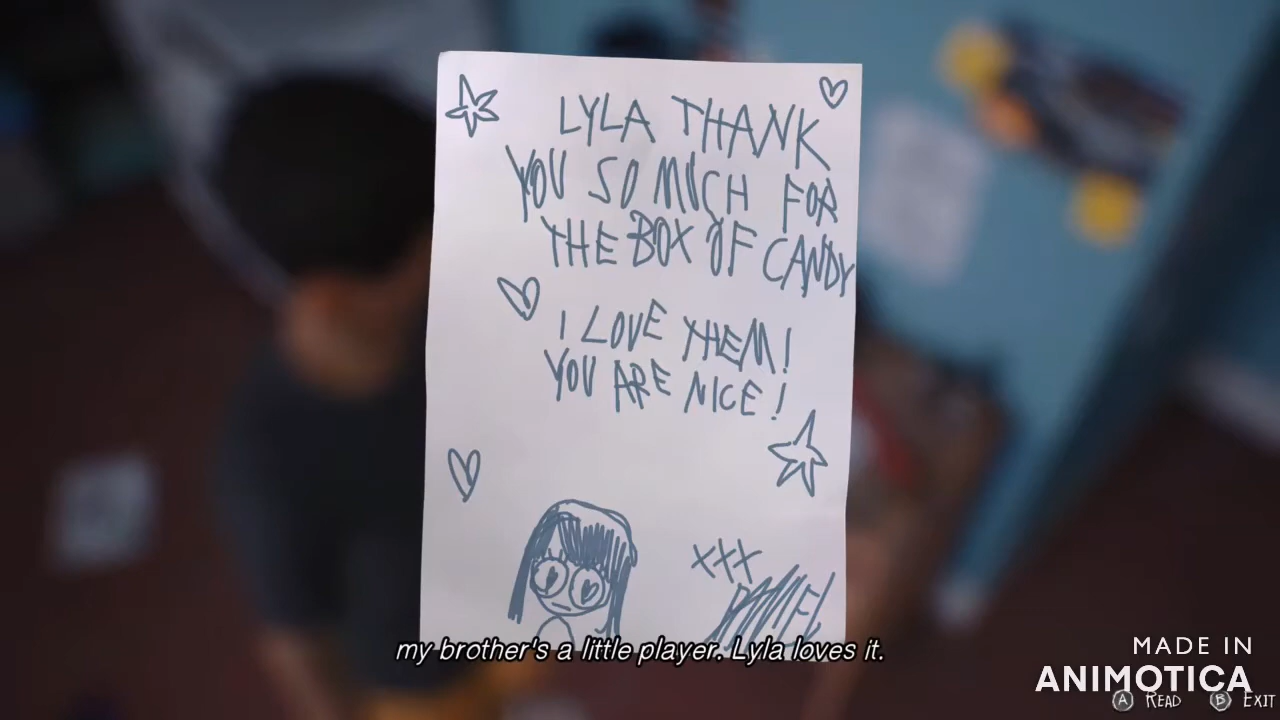 LYLA THANK
YOU SO MUCH FOR
THE BOX OF CANDY
I LOVE THEM!
YOU ARE NICE!
XXX
DANIEL
my brother's a little player. Lyla loves it.
MADE IN
ANIMOTICA
A READ B EXIT